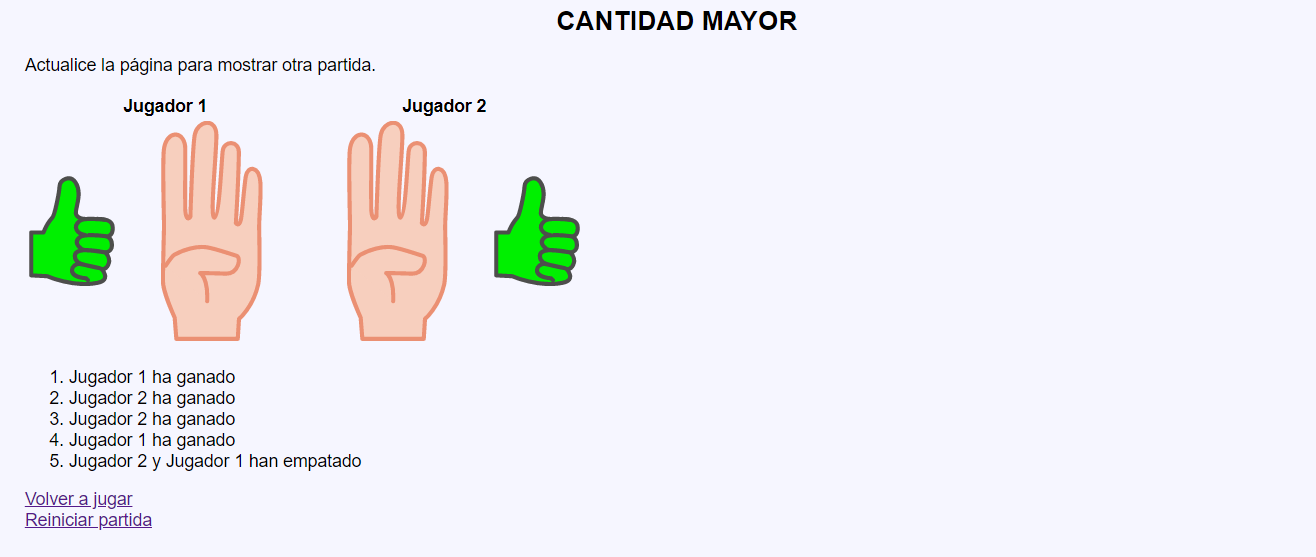 CANTIDAD MAYOR
Actualice la página para mostrar otra partida.
Jugador 1 Jugador 2
1. Jugador 1 ha ganado
2. Jugador 2 ha ganado
3. Jugador 2 ha ganado
4. Jugador 1 ha ganado
5. Jugador 2 y Jugador 1 han empatado
Volver a jugar
Reiniciar partida